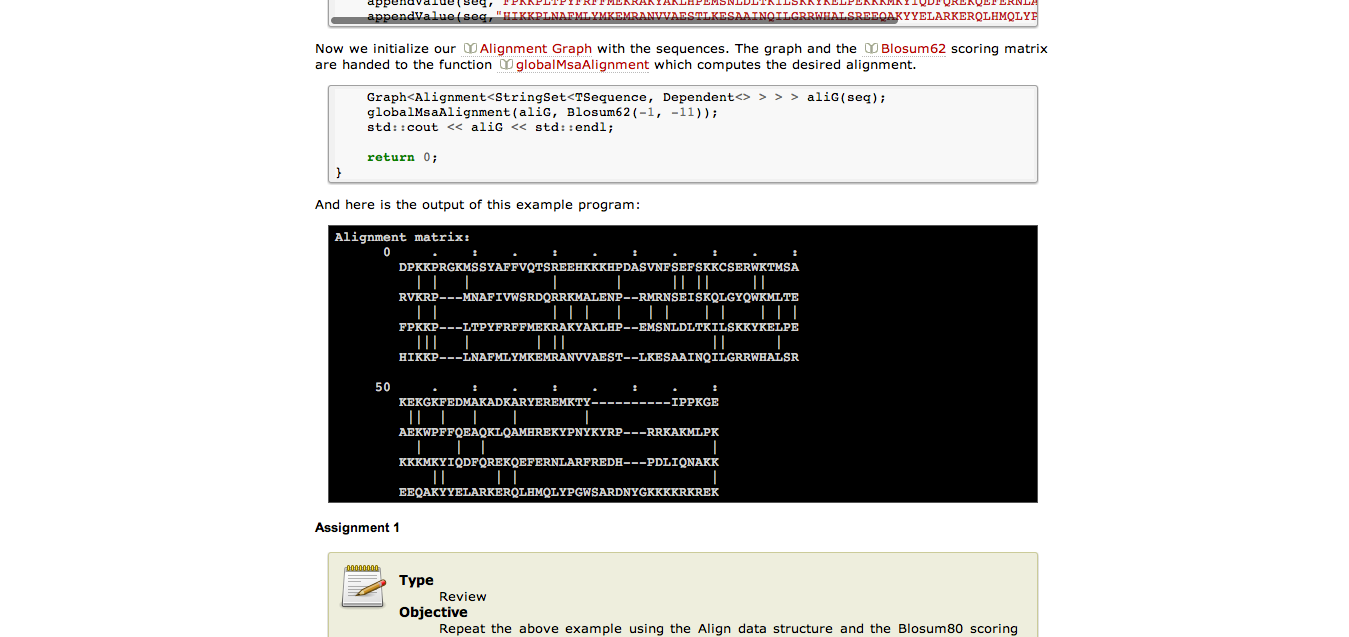 appendValue(seq,"FPKKPLTPYFRFFMEKRAKYAKLHPEMSNLDLTKILSKKYKELPEKKKMKYIQDFQREKQEFERNLA
appendValue(seq,"HIKKPLNAFMLYMKEMRANVVAESTLKESAAINQILGRRWHALSREEQAKYYELARKERQLHMQLYP
Now we initialize our Alignment Graph with the sequences. The graph and the Blosum62 scoring matrix
are handed to the function globalMsaAlignment which computes the desired alignment.
Graph<Alignment<StringSet<TSequence, Dependent<> > > > aliG(seq);
globalMsaAlignment(aliG, Blosum62(-1, -11));
std::cout << aliG << std::endl;
return 0;
}
And here is the output of this example program:
Alignment matrix:
0 . : . : . : . : . :
DPKKPRGKMSSYAFFVQTSREEHKKKHPDASVNFSEFSKKCSERWKTMSA
| | | | | || || ||
RVKRP---MNAFIVWSRDQRRKMALENP--RMRNSEISKQLGYQWKMLTE
| | | | | | | | | | | | |
FPKKP---LTPYFRFFMEKRAKYAKLHP--EMSNLDLTKILSKKYKELPE
||| | | || || |
HIKKP---LNAFMLYMKEMRANVVAEST--LKESAAINQILGRRWHALSR
50 . : . : . : . :
KEKGKFEDMAKADKARYEREMKTY----------IPPKGE
|| | | | |
AEKWPFFQEAQKLQAMHREKYPNYKYRP---RRKAKMLPK
| | | |
KKKMKYIQDFQREKQEFERNLARFREDH---PDLIQNAKK
|| | | |
EEQAKYYELARKERQLHMQLYPGWSARDNYGKKKKRKREK
Assignment 1
Type
Review
Objective
Repeat the above example using the Align data structure and the Blosum80 scoring